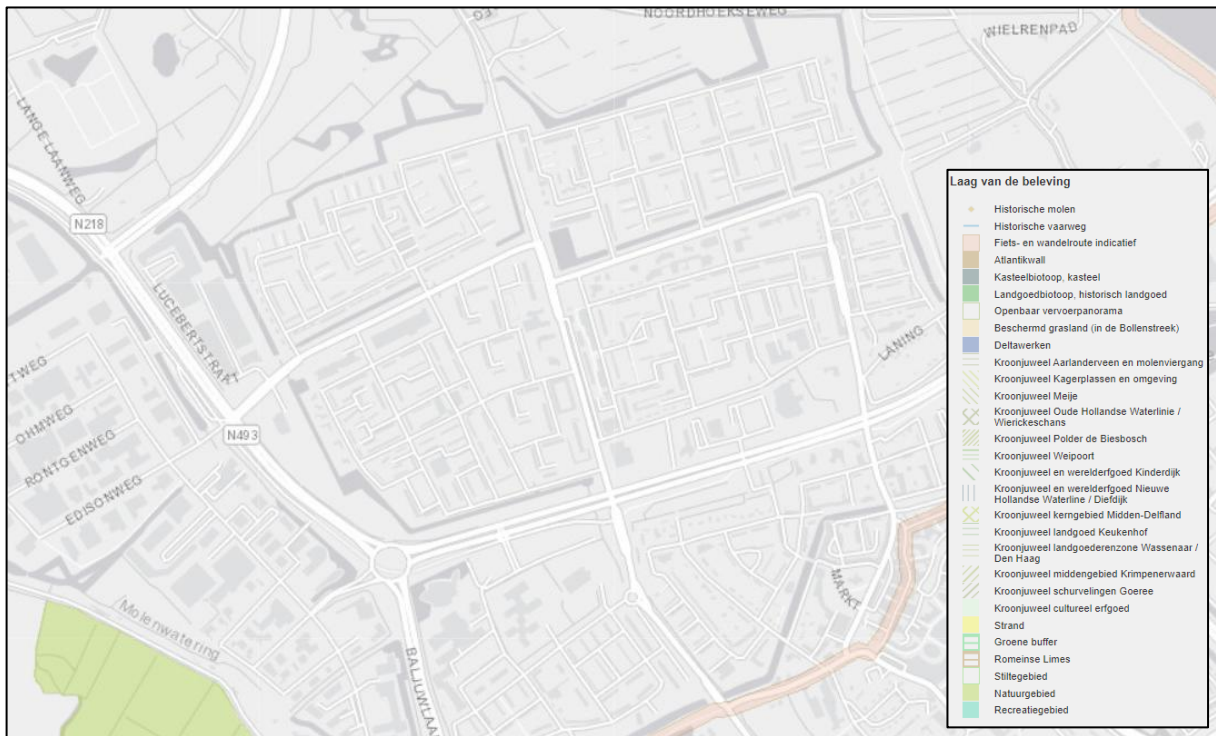 NOORDHOEKSEWEG
WIELRENPAD
LANGE LAANWEG
N218
LUCEBERTSTRAAT
OHMWEG
RONTGENWEG
EDISONWEG
N493
LANING
MARKT
Molenwatering
Laag van de beleving
Historische molen
Historische vaarweg
Fiets- en wandelroute indicatief
Atlantikwall
Kasteelbiotoop, kasteel
Landgoedbiotoop, historisch landgoed
Openbaar vervoerpanorama
Beschermd grasland (in de Bollenstreek)
Deltawerken
Kroonjuweel Aarlanderveen en molenviergang
Kroonjuweel Kagerplassen en omgeving
Kroonjuweel Meije
Kroonjuweel Oude Hollandse Waterlinie /
Wierickeschans
Kroonjuweel Polder de Biesbosch
Kroonjuweel Weipoort
Kroonjuweel en werelderfgoed Kinderdijk
Kroonjuweel en werelderfgoed Nieuwe
Hollandse Waterline / Diefdijk
Kroonjuweel kerngebied Midden-Delfland
Kroonjuweel landgoed Keukenhof
Kroonjuweel landgoederenzone Wassenaar /
Den Haag
Kroonjuweel middengebied Krimpenerwaard
Kroonjuweel schurvelingen Goeree
Kroonjuweel cultureel erfgoed
Strand
Groene buffer
Romeinse Limes
Stiltegebied
Natuurgebied
Recreatiegebied